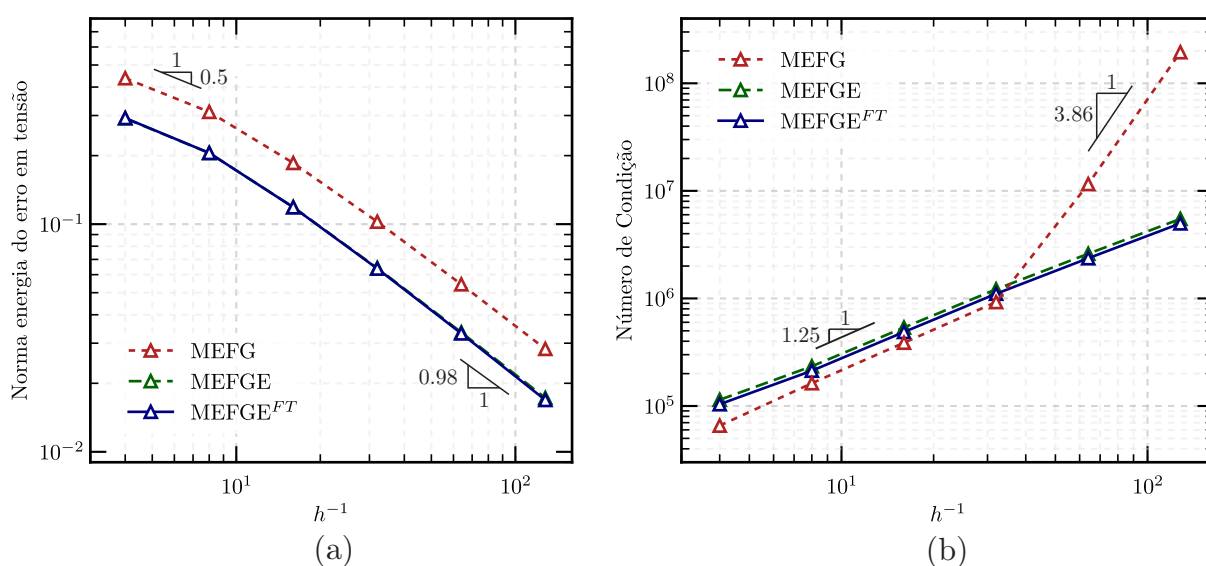 Norma energia do erro em tensão
10^{-1}
10^{-2}
1
0.5
MEFG
MEFGE
MEFGE^{FT}
0.98
1
10^1
10^2
h^{-1}
(a)
Número de Condição
10^8
10^7
10^6
10^5
MEFG
MEFGE
MEFGE^{FT}
1
3.86
1
1.25
10^1
10^2
h^{-1}
(b)